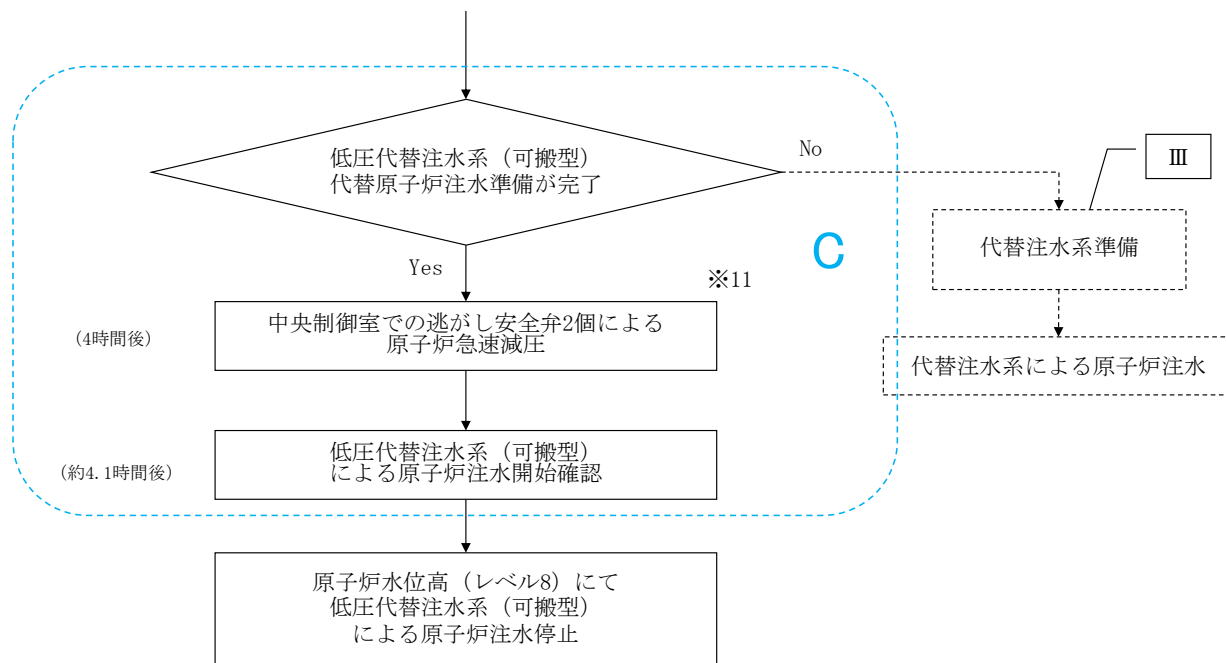 低圧代替注水系（可搬型）
代替原子炉注水準備が完了
No
Ⅲ
代替注水系準備
C
Yes
※11
(4時間後)
中央制御室での逃がし安全弁2個による
原子炉急速減圧
代替注水系による原子炉注水
(約4.1時間後)
低圧代替注水系（可搬型）
による原子炉注水開始確認
原子炉水位高（レベル8）にて
低圧代替注水系（可搬型）
による原子炉注水停止